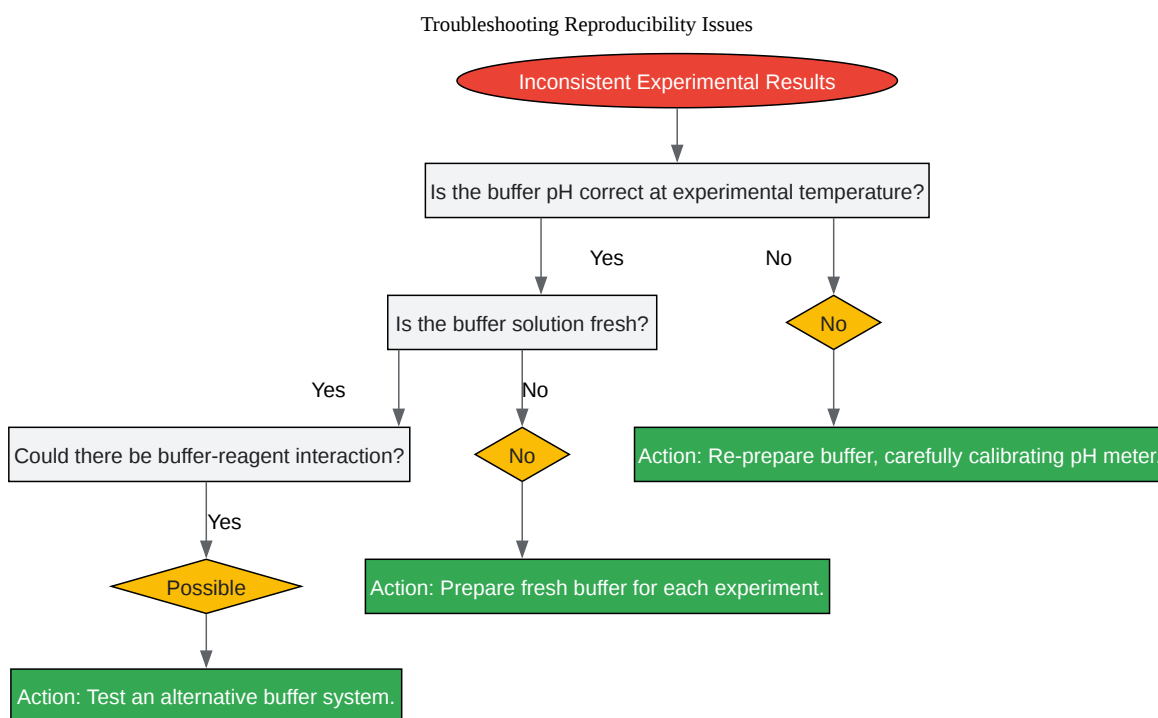 Troubleshooting Reproducibility Issues
Inconsistent Experimental Results
Is the buffer pH correct at experimental temperature?
Yes
No
Is the buffer solution fresh?
No
Yes
No
Could there be buffer-reagent interaction?
No
Action: Re-prepare buffer, carefully calibrating pH meter.
Yes
Possible
Action: Prepare fresh buffer for each experiment.
Action: Test an alternative buffer system.